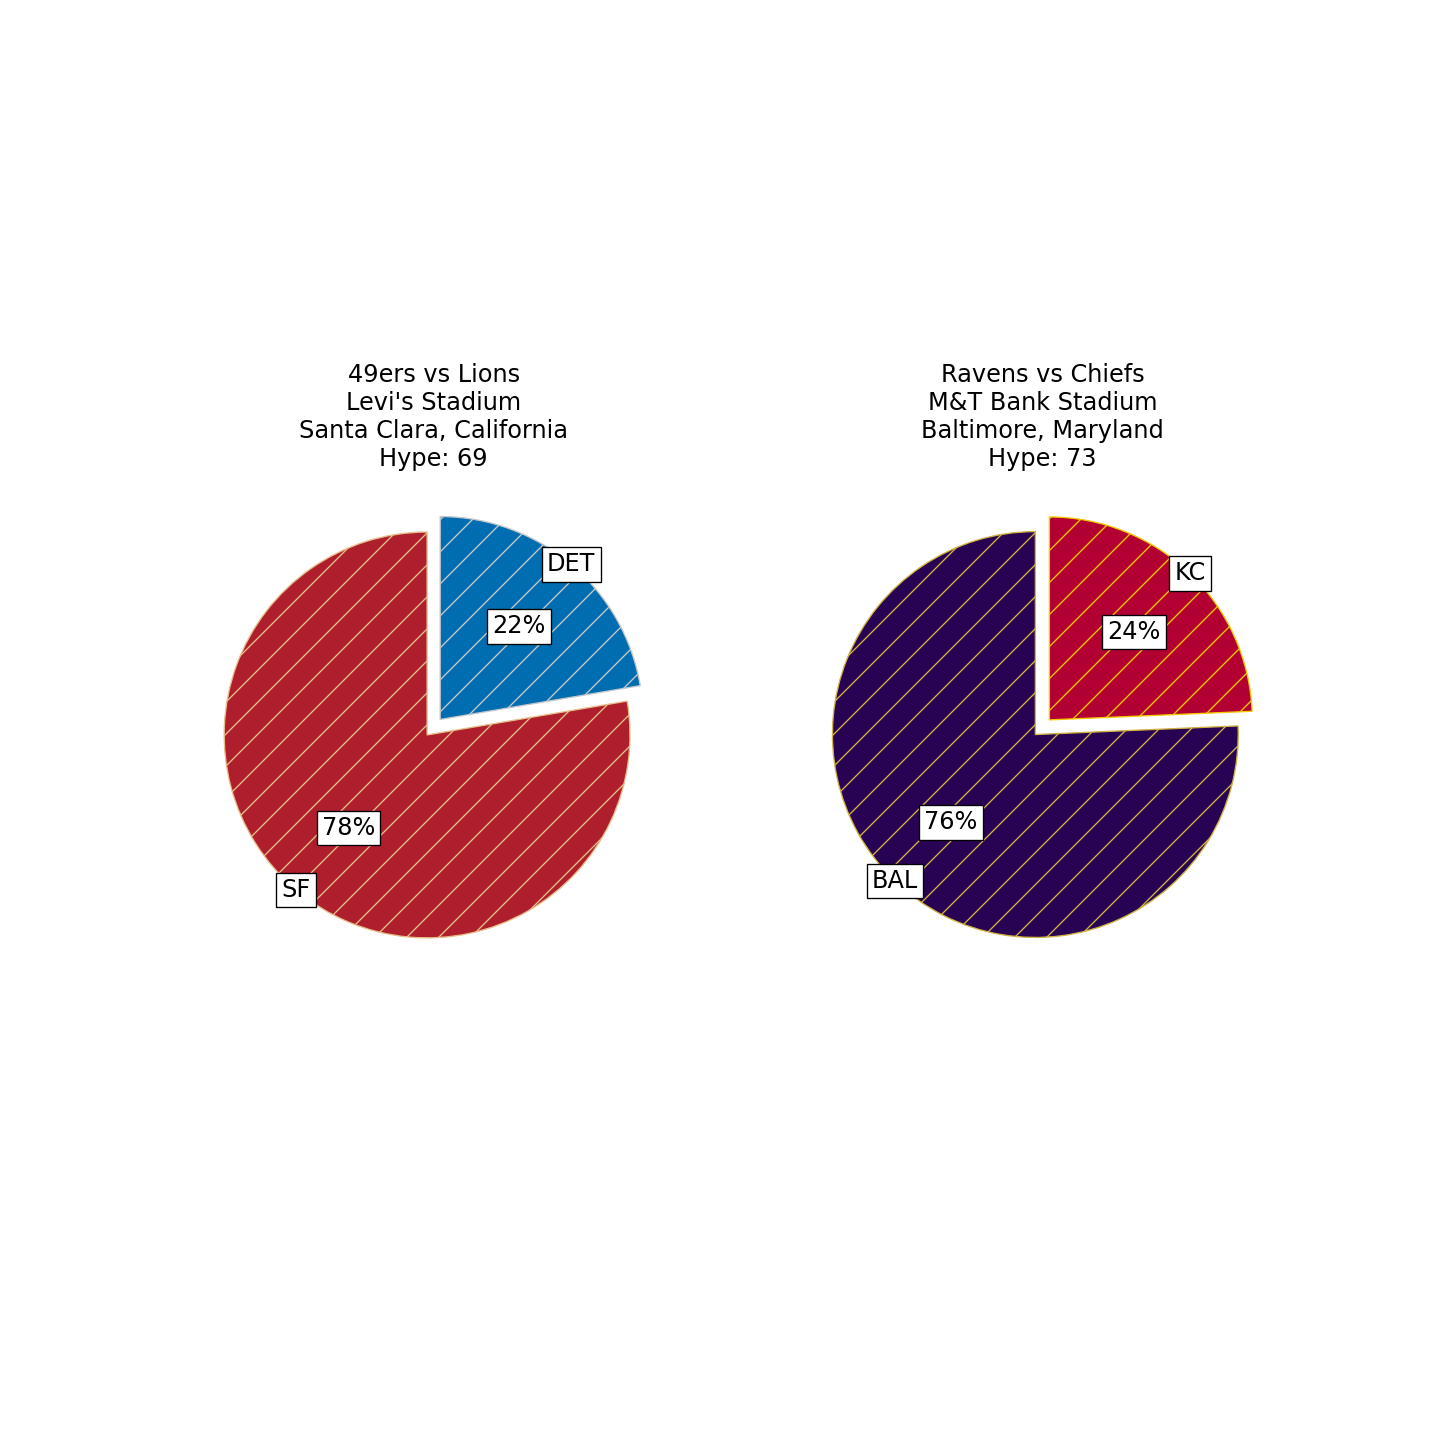 49ers vs Lions
Levi's Stadium
Santa Clara, California
Hype: 69
DET
22%
78%
SF
Ravens vs Chiefs
M&T Bank Stadium
Baltimore, Maryland
Hype: 73
KC
24%
76%
BAL